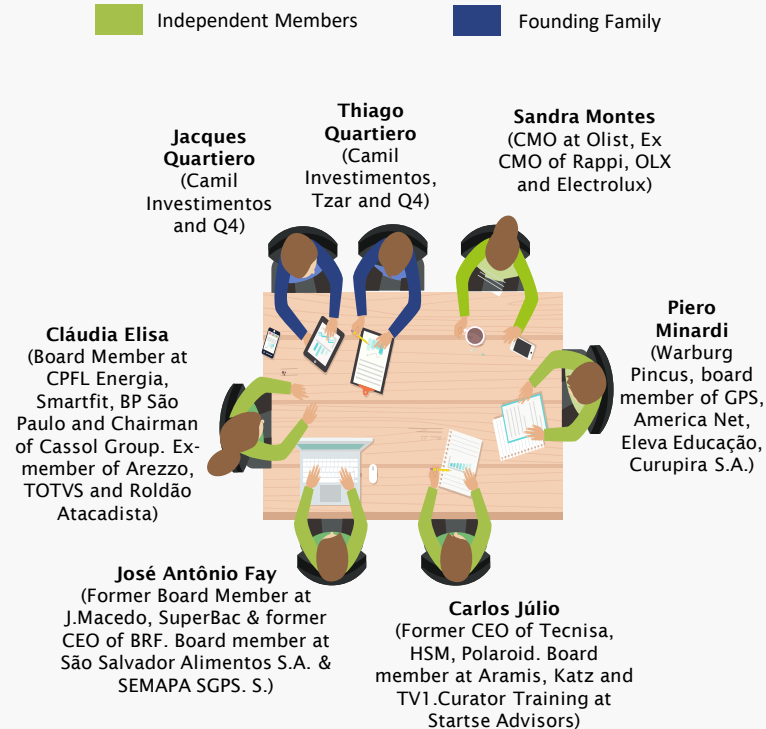 Independent Members
Founding Family
Jacques
Quartiero
(Camil
Investimentos
and Q4)
Thiago
Quartiero
(Camil
Investimentos,
Tzar and Q4)
Sandra Montes
(CMO at Olist, Ex
CMO of Rappi, OLX
and Electrolux)
Cláudia Elisa
(Board Member at
CPFL Energia,
Smartfit, BP São
Paulo and Chairman
of Cassol Group. Ex-
member of Arezzo,
TOTVS and Roldão
Atacadista)
Piero
Minardi
(Warburg
Pincus, board
member of GPS,
America Net,
Eleva Educação,
Curupira S.A.)
José Antônio Fay
(Former Board Member at
J.Macedo, SuperBac & former
CEO of BRF. Board member at
São Salvador Alimentos S.A. &
SEMAPA SGPS. S.)
Carlos Júlio
(Former CEO of Tecnisa,
HSM, Polaroid. Board
member at Aramis, Katz and
TV1.Curator Training at
Startse Advisors)